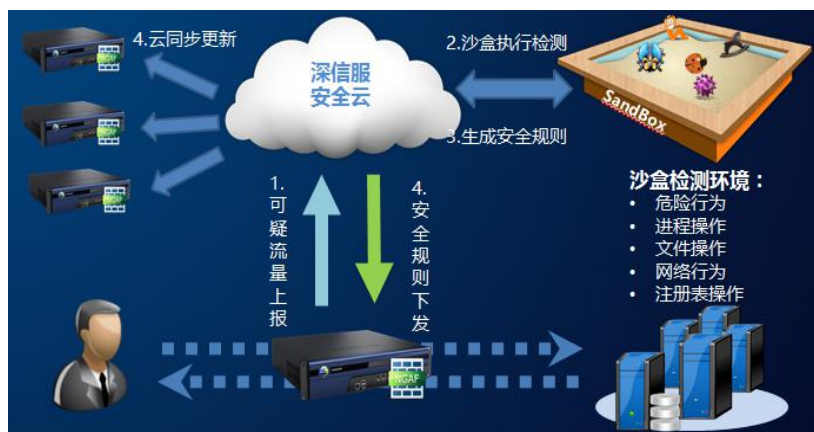 4.云同步更新
深信服
安全云
2.沙盒执行检测
3.生成安全规则
SandBox
1.可疑流量上报
4.安全规则下发
沙盒检测环境：
• 危险行为
• 进程操作
• 文件操作
• 网络行为
• 注册表操作
NGAF
NGAF
NGAF
NGAF